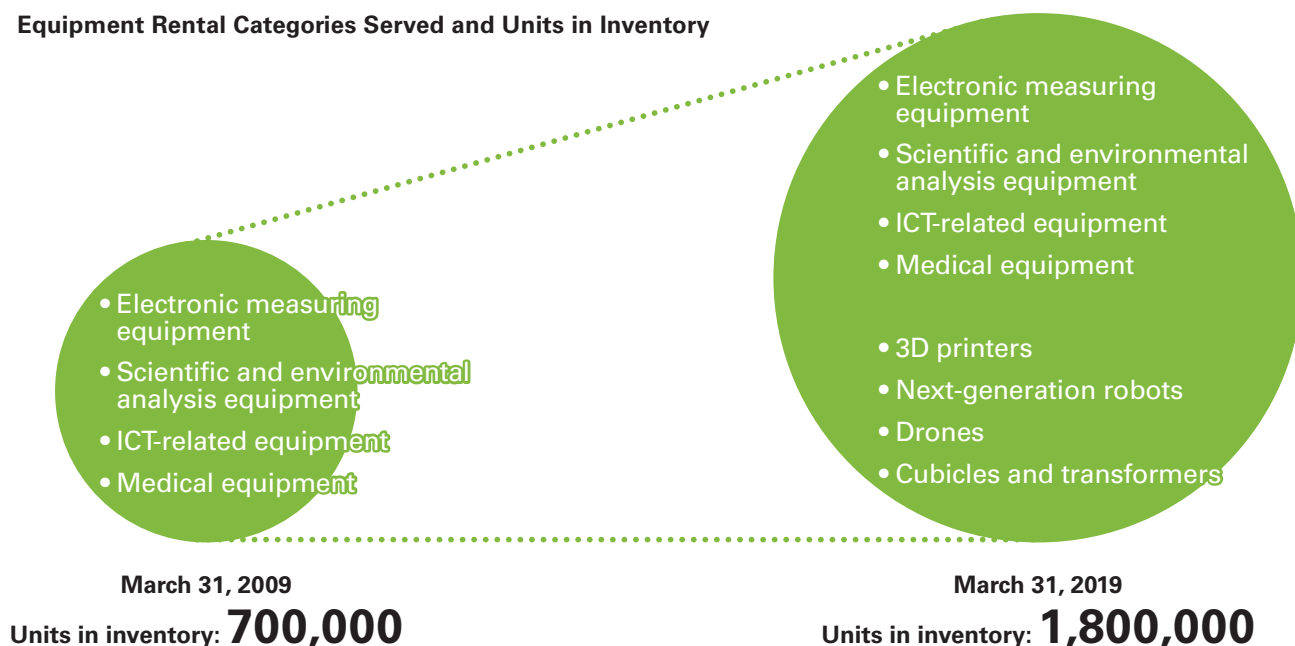 Equipment Rental Categories Served and Units in Inventory
• Electronic measuring
equipment
• Scientific and environmental
analysis equipment
• ICT-related equipment
• Medical equipment
March 31, 2009
Units in inventory: 700,000
• Electronic measuring
equipment
• Scientific and environmental
analysis equipment
• ICT-related equipment
• Medical equipment
• 3D printers
• Next-generation robots
• Drones
• Cubicles and transformers
March 31, 2019
Units in inventory: 1,800,000